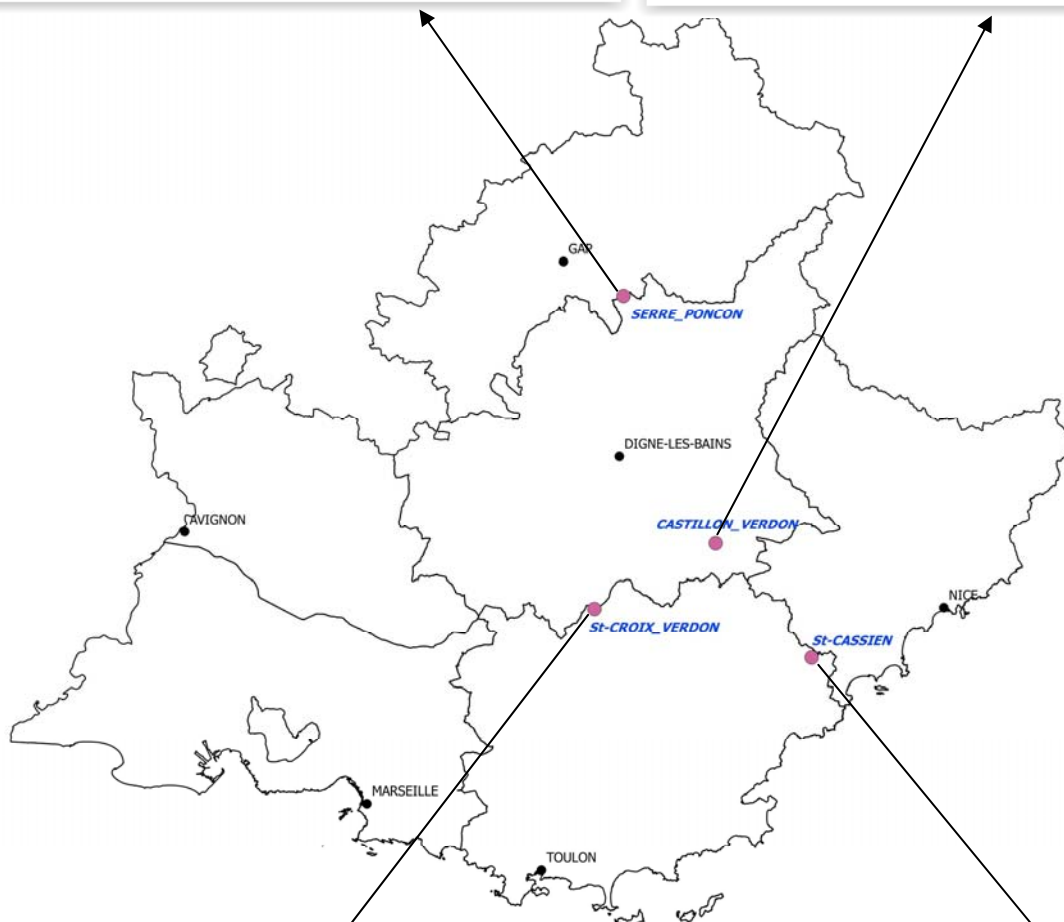 GAP
SERRE_PONCON
DIGNE-LES-BAINS
AVIGNON
CASTILLON_VERDON
NICE
St-CROIX_VERDON
St-CASSIEN
MARSEILLE
TOULON